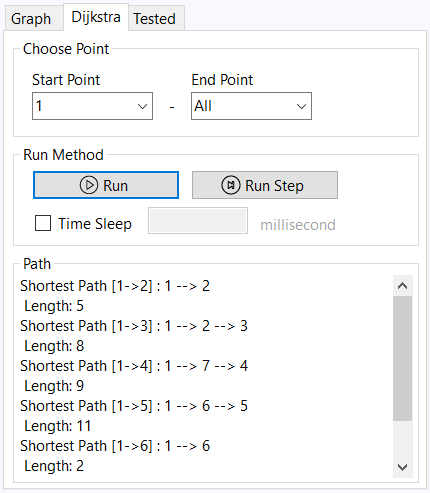 Graph Dijkstra Tested
Choose Point
Start Point End Point
1 - All
Run Method
Run Run Step
Time Sleep millisecond
Path
Shortest Path [1->2] : 1 --> 2
Length: 5
Shortest Path [1->3] : 1 --> 2 --> 3
Length: 8
Shortest Path [1->4] : 1 --> 7 --> 4
Length: 9
Shortest Path [1->5] : 1 --> 6 --> 5
Length: 11
Shortest Path [1->6] : 1 --> 6
Length: 2